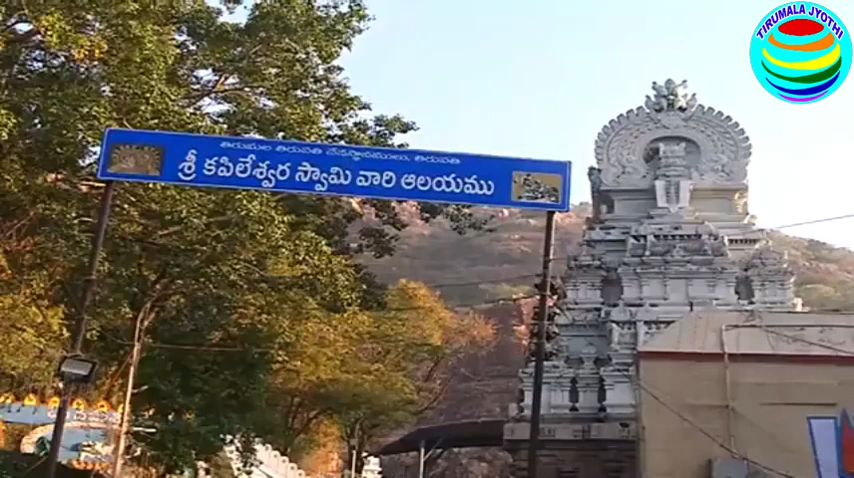 TIRUMALA JYOTHI
తిరుమల తిరుపతి దేవస్థానములు, తిరుపతి
శ్రీ కపిలేశ్వర స్వామి వారి ఆలయము